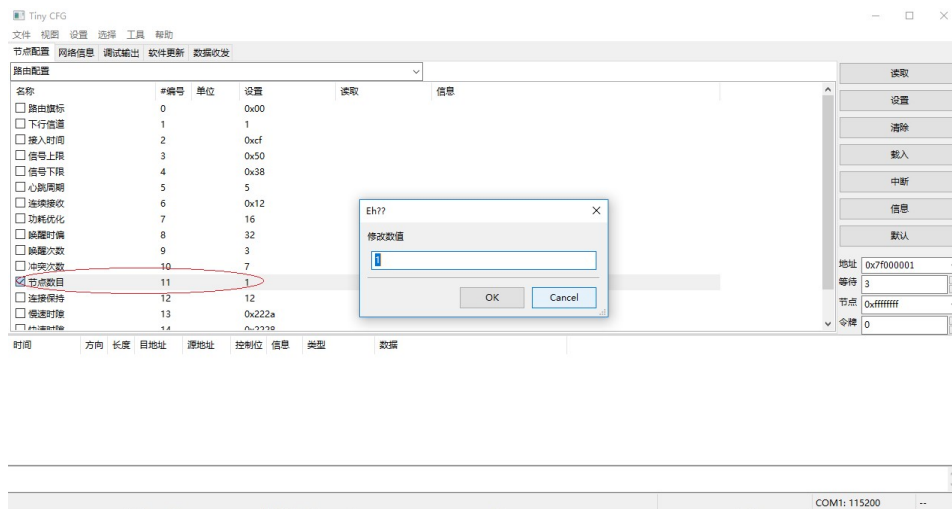 Tiny CFG
文件 视图 设置 选择 工具 帮助
节点配置 网络信息 调试输出 软件更新 数据收发
路由配置
读取
名称 #编号 单位 设置 读取 信息
设置
路由旗标 0 0x00
下行信道 1 1
清除
接入时间 2 0xcf
信号上限 3 0x50
载入
信号下限 4 0x38
心跳周期 5 5
中断
连续接收 6 0x12
功耗优化 7 16
信息
唤醒时偏 8 32
唤醒次数 9 3
默认
冲突次数 10 7
节点数目 11 1
连接保持 12 12
慢速时隙 13 0x222a
快速时隙 14 0x2228
Eh??
修改数值
1
OK Cancel
地址 0x7f000001
等待 3
节点 0xffffffff
令牌 0
时间 方向 长度 目地址 源地址 控制位 信息 类型 数据
COM1: 115200 --